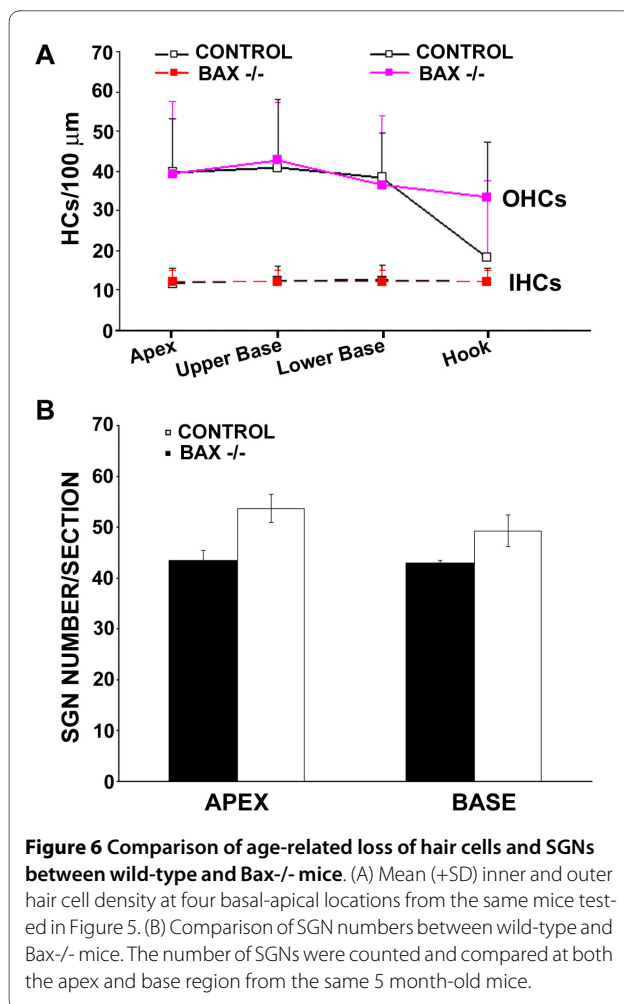 A
CONTROL
BAX -/-
CONTROL
BAX -/-
HCs/100 µm
70
60
50
40
30
20
10
0
OHCs
IHCs
Apex
Upper Base
Lower Base
Hook
B
CONTROL
BAX -/-
SGN NUMBER/SECTION
70
60
50
40
30
20
10
0
APEX
BASE
Figure 6 Comparison of age-related loss of hair cells and SGNs
between wild-type and Bax-/- mice. (A) Mean (+SD) inner and outer
hair cell density at four basal-apical locations from the same mice test-
ed in Figure 5. (B) Comparison of SGN numbers between wild-type and
Bax-/- mice. The number of SGNs were counted and compared at both
the apex and base region from the same 5 month-old mice.